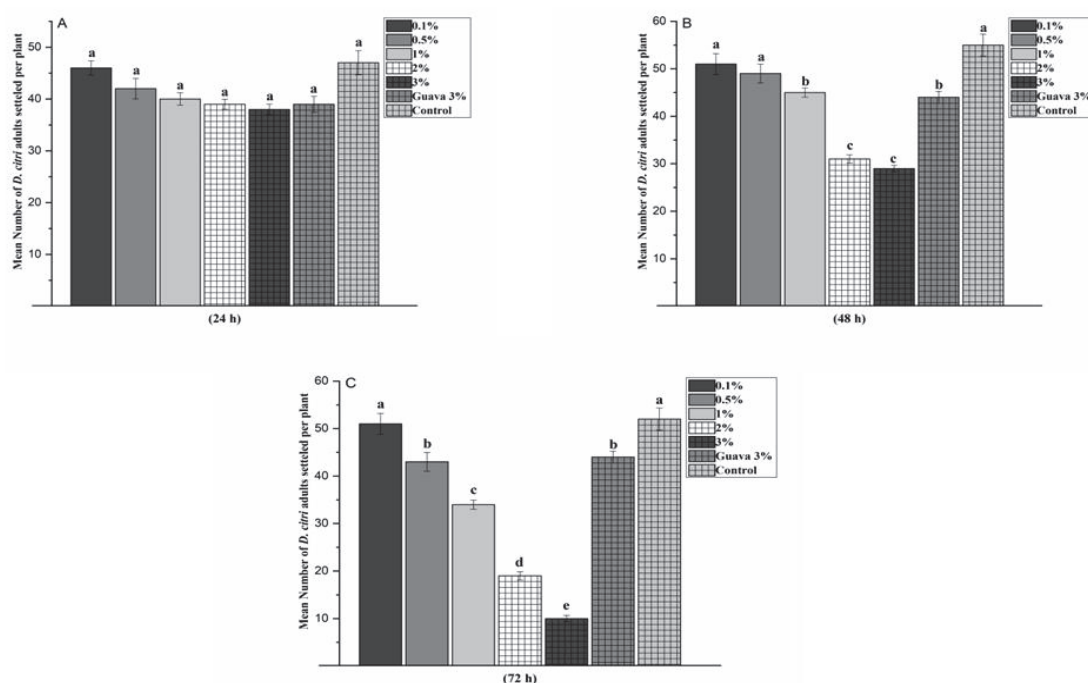 A
Mean Number of D. citri adults setteled per plant
50
40
30
20
10
a
a
a
a
a
a
a
0.1%
0.5%
1%
2%
3%
Guava 3%
Control
(24 h)
B
Mean Number of D. citri adults setteled per plant
60
50
40
30
20
10
a
a
b
c
c
b
a
0.1%
0.5%
1%
2%
3%
Guava 3%
Control
(48 h)
C
Mean Number of D. citri adults setteled per plant
60
50
40
30
20
10
a
b
c
d
e
b
a
0.1%
0.5%
1%
2%
3%
Guava 3%
Control
(72 h)